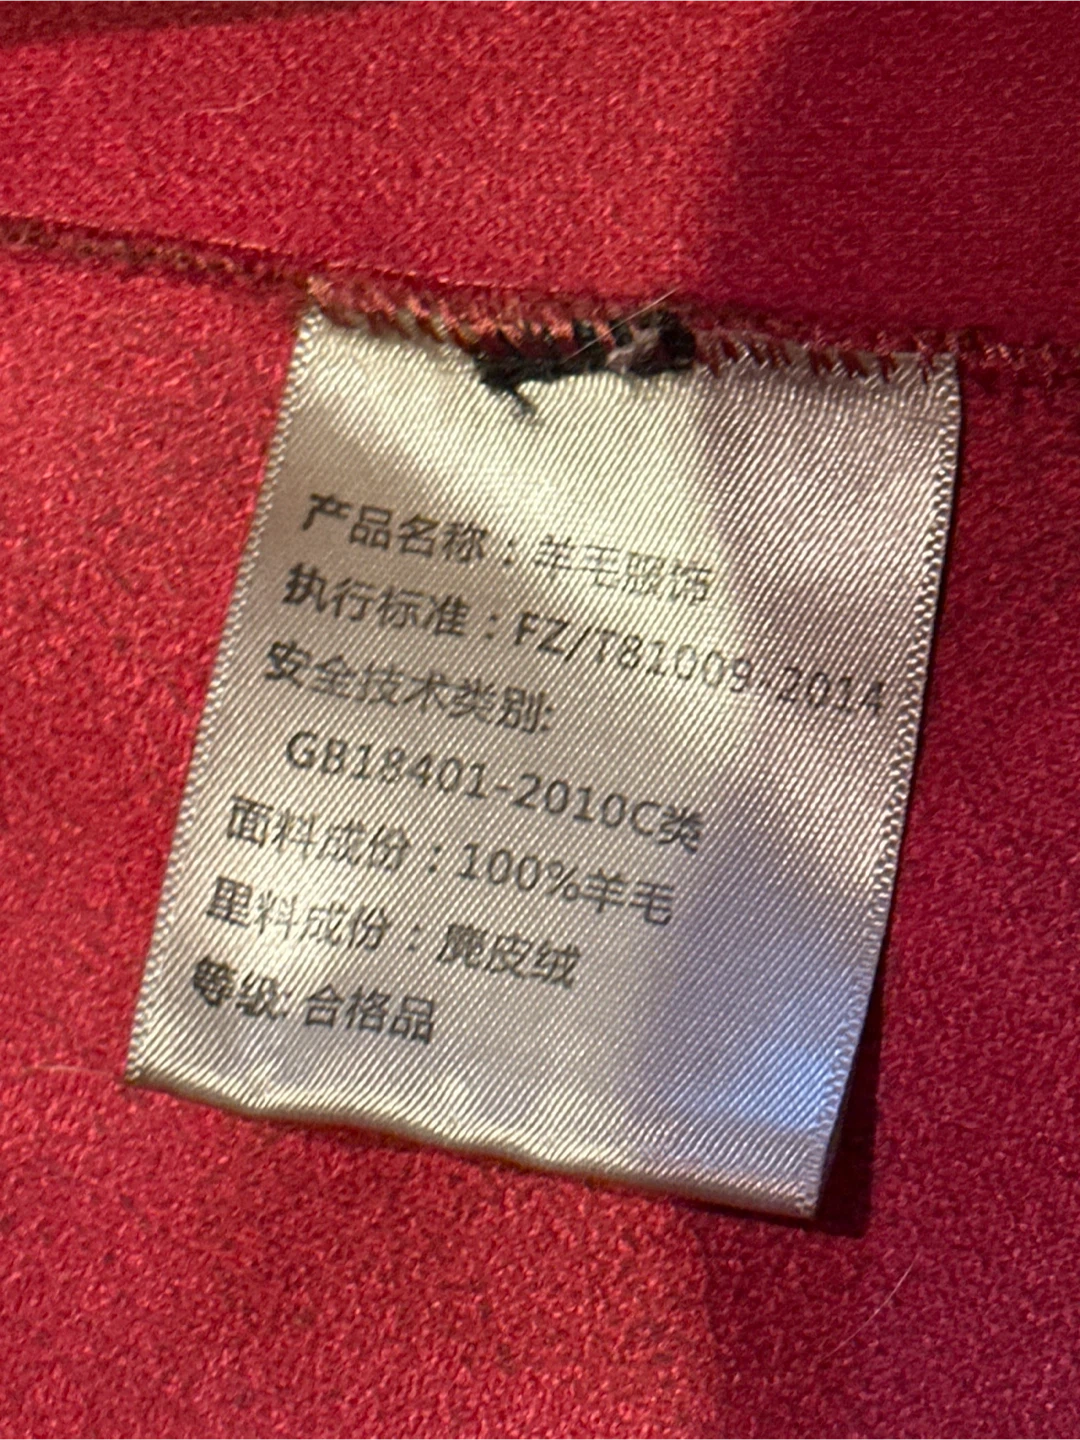 产品名称：羊毛服饰
执行标准：FZ/T81009-2014
安全技术类别:
GB18401-2010C类
面料成份：100%羊毛
里料成份：麂皮绒
等级:合格品